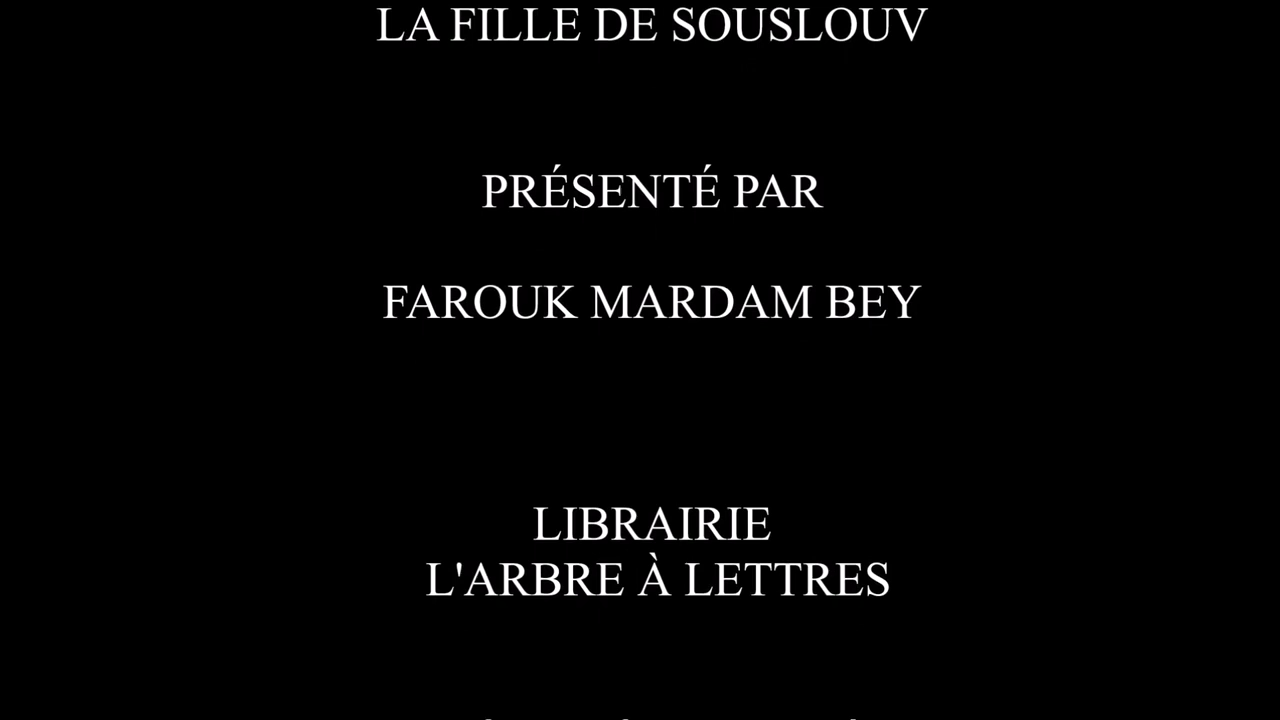 LA FILLE DE SOUSLOUV
PRÉSENTÉ PAR
FAROUK MARDAM BEY
LIBRAIRIE
L'ARBRE À LETTRES